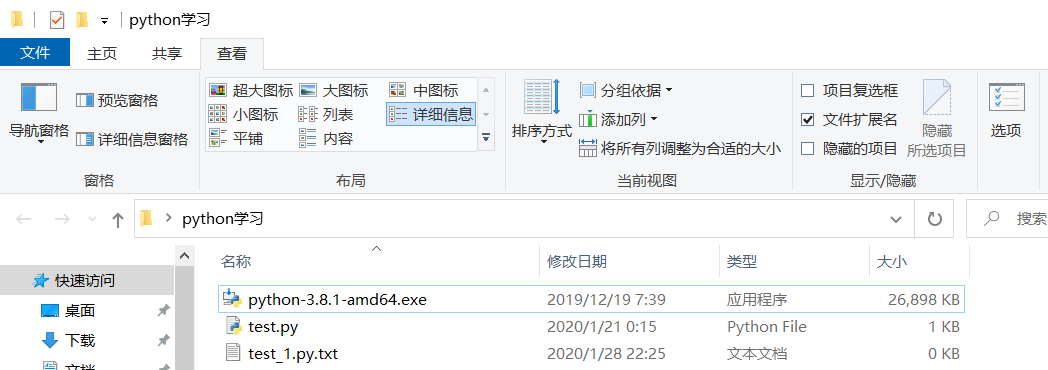 python学习
文件 主页 共享 查看
超大图标 大图标 中图标
预览窗格
小图标 列表 详细信息
导航窗格
详细信息窗格
平铺 内容
排序方式
分组依据
添加列
将所有列调整为合适的大小
项目复选框
文件扩展名
隐藏的项目
隐藏
所选项目
选项
窗格 布局 当前视图 显示/隐藏
python学习
搜索
名称 修改日期 类型 大小
快速访问
python-3.8.1-amd64.exe 2019/12/19 7:39 应用程序 26,898 KB
桌面
test.py 2020/1/21 0:15 Python File 1 KB
下载
test_1.py.txt 2020/1/28 22:25 文本文档 0 KB
文档